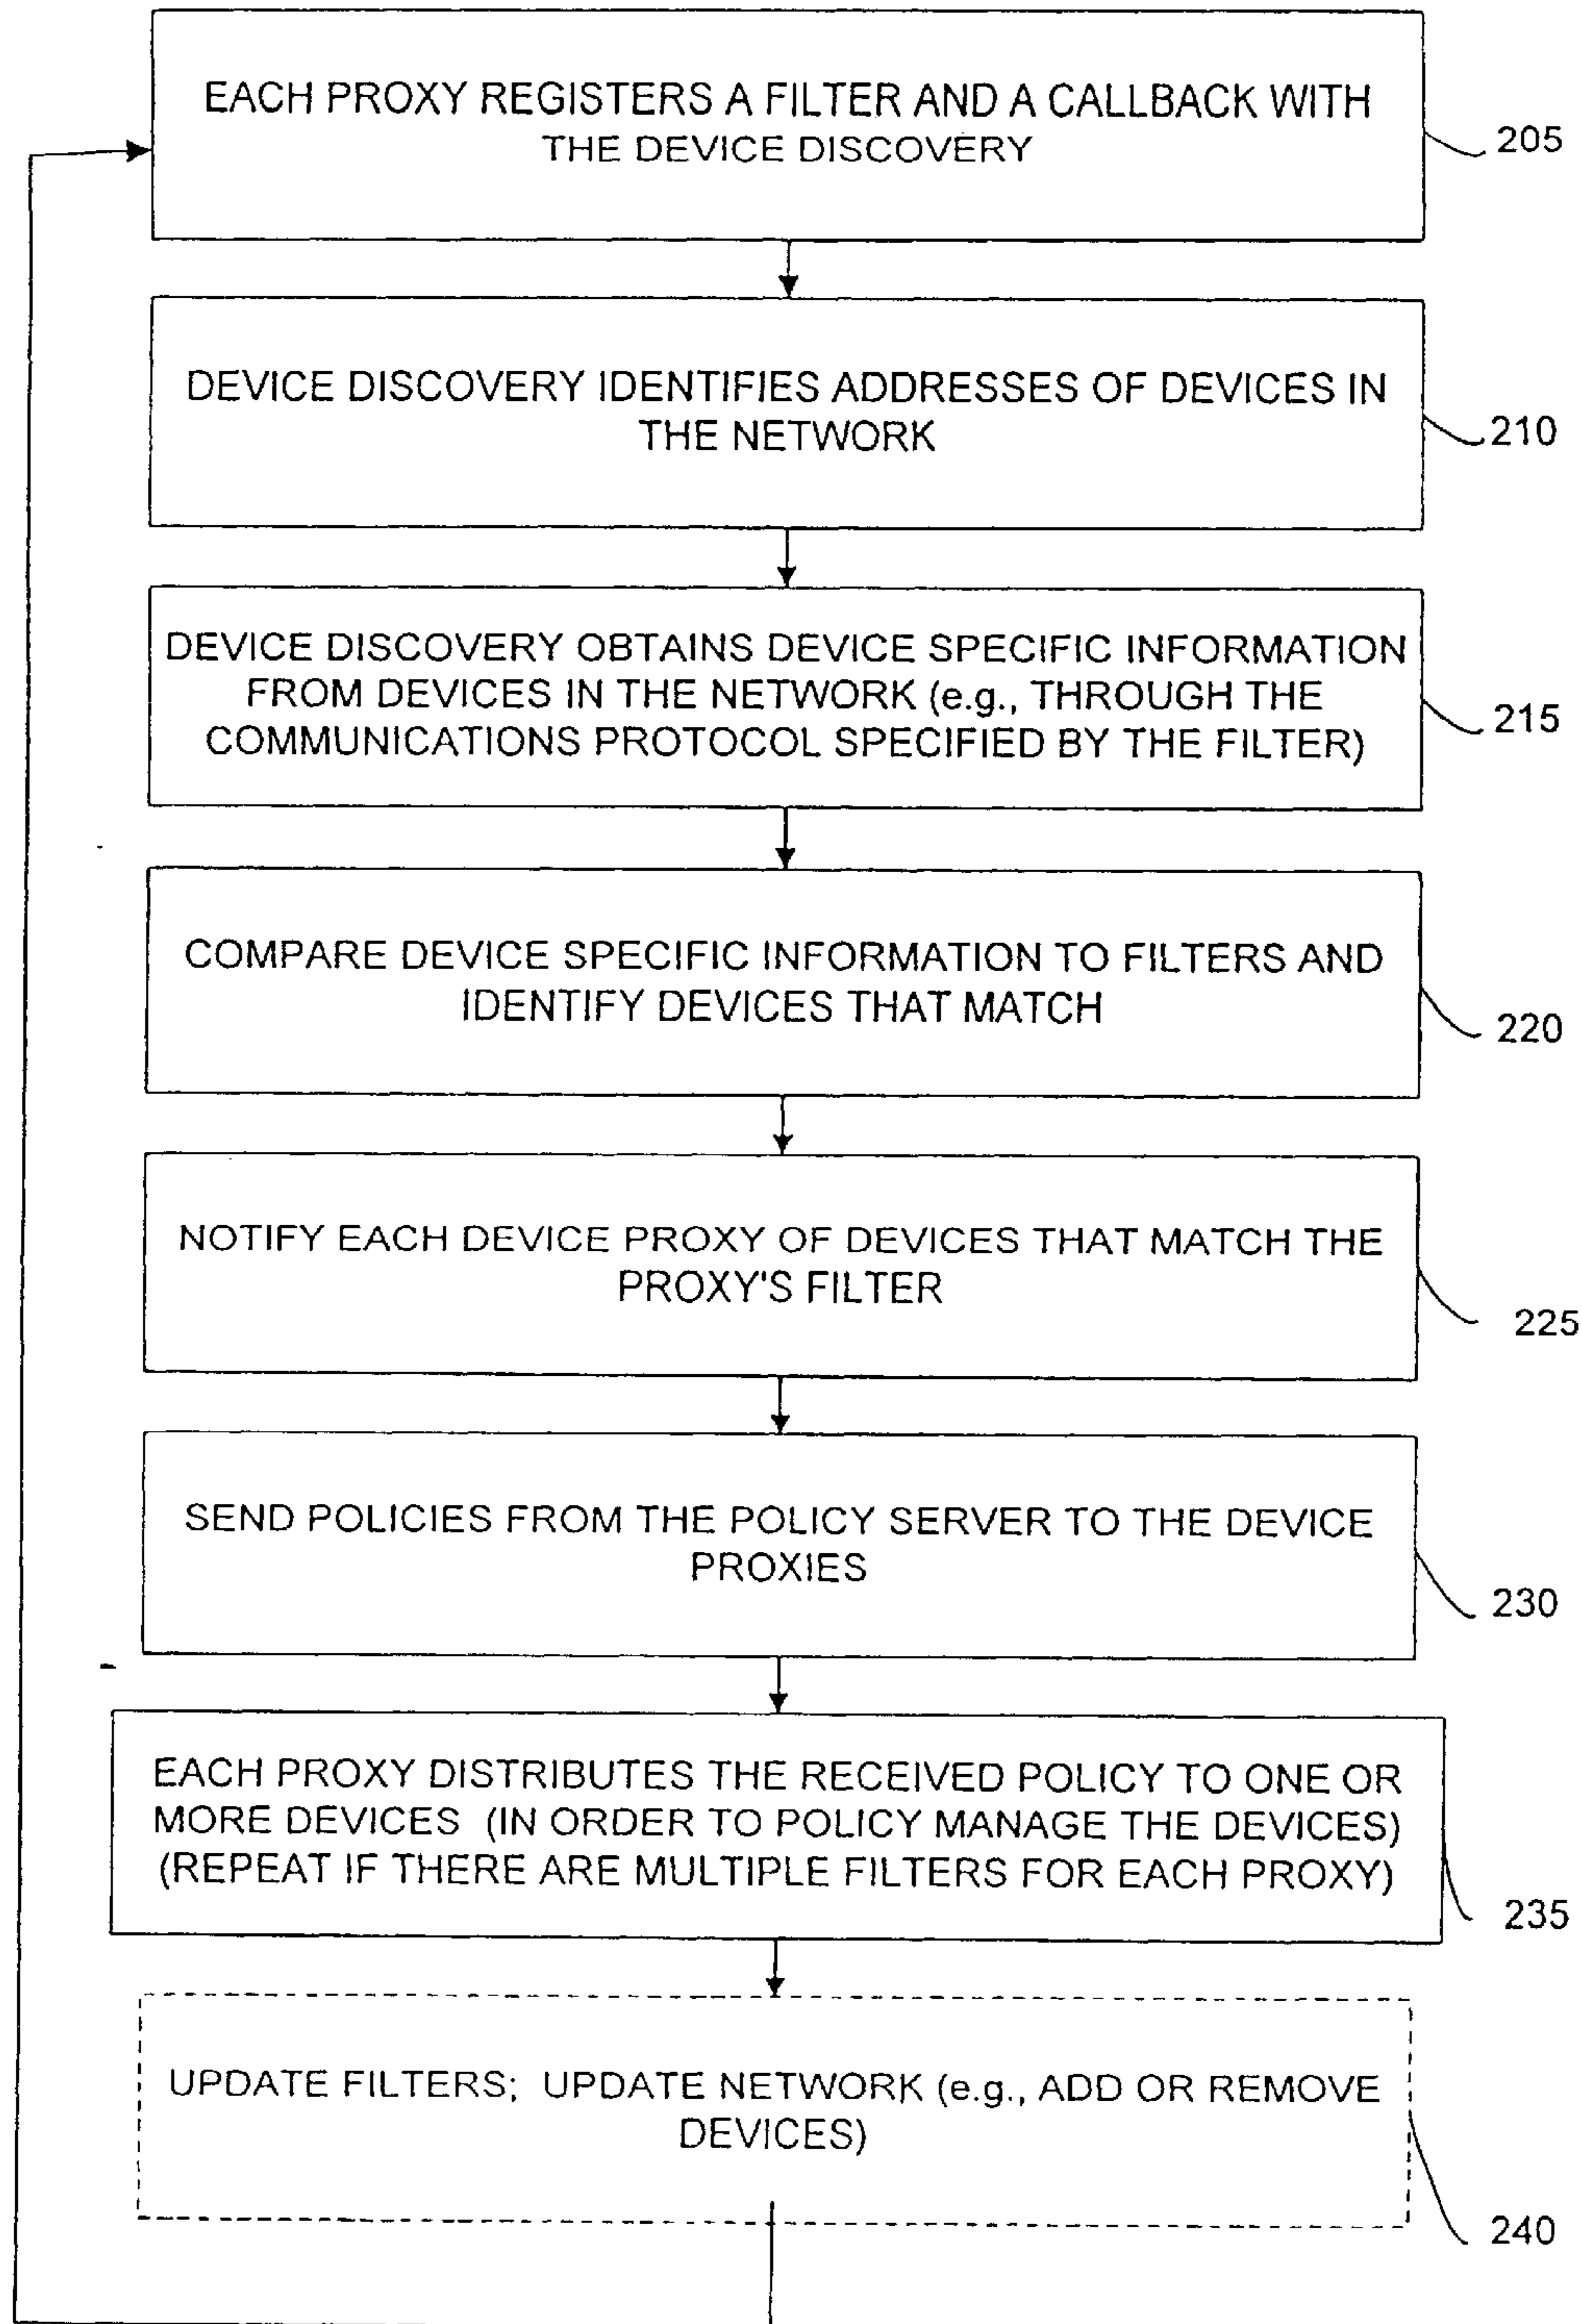 EACH PROXY REGISTERS A FILTER AND A CALLBACK WITH
THE DEVICE DISCOVERY
205
DEVICE DISCOVERY IDENTIFIES ADDRESSES OF DEVICES IN
THE NETWORK
210
DEVICE DISCOVERY OBTAINS DEVICE SPECIFIC INFORMATION
FROM DEVICES IN THE NETWORK (e.g., THROUGH THE
COMMUNICATIONS PROTOCOL SPECIFIED BY THE FILTER)
215
COMPARE DEVICE SPECIFIC INFORMATION TO FILTERS AND
IDENTIFY DEVICES THAT MATCH
220
NOTIFY EACH DEVICE PROXY OF DEVICES THAT MATCH THE
PROXY'S FILTER
225
SEND POLICIES FROM THE POLICY SERVER TO THE DEVICE
PROXIES
230
EACH PROXY DISTRIBUTES THE RECEIVED POLICY TO ONE OR
MORE DEVICES (IN ORDER TO POLICY MANAGE THE DEVICES)
(REPEAT IF THERE ARE MULTIPLE FILTERS FOR EACH PROXY)
235
UPDATE FILTERS; UPDATE NETWORK (e.g., ADD OR REMOVE
DEVICES)
240